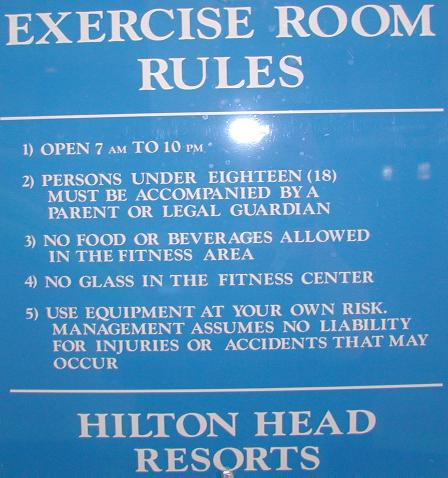 EXERCISE ROOM
RULES
1) OPEN 7 AM TO 10 PM
2) PERSONS UNDER EIGHTEEN (18)
MUST BE ACCOMPANIED BY A
PARENT OR LEGAL GUARDIAN
3) NO FOOD OR BEVERAGES ALLOWED
IN THE FITNESS AREA
4) NO GLASS IN THE FITNESS CENTER
5) USE EQUIPMENT AT YOUR OWN RISK.
MANAGEMENT ASSUMES NO LIABILITY
FOR INJURIES OR ACCIDENTS THAT MAY
OCCUR
HILTON HEAD
RESORTS